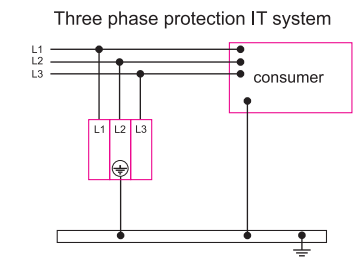 Three phase protection IT system
L1
L2
L3
consumer
L1 L2 L3